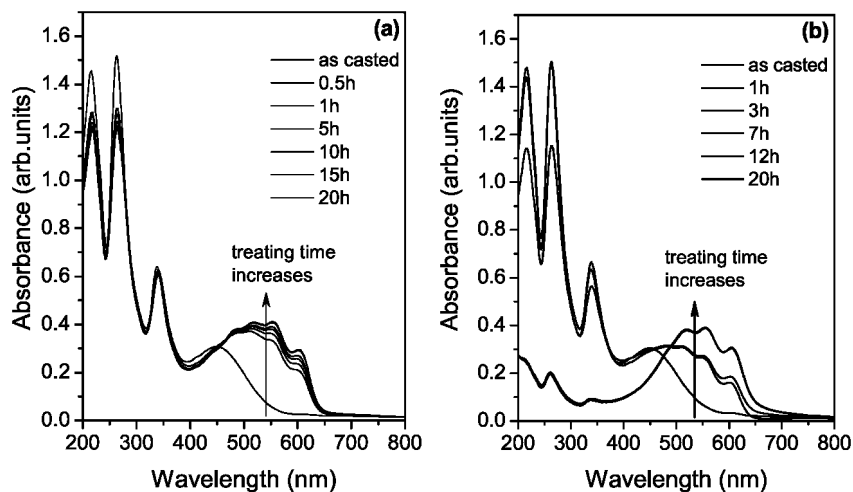 (a)
1.6
1.4
1.2
1.0
0.8
0.6
0.4
0.2
0.0
Absorbance (arb.units)
as casted
0.5h
1h
5h
10h
15h
20h
treating time
increases
200 300 400 500 600 700 800
Wavelength (nm)
(b)
1.6
1.4
1.2
1.0
0.8
0.6
0.4
0.2
0.0
Absorbance (arb.units)
as casted
1h
3h
7h
12h
20h
treating time
increases
200 300 400 500 600 700 800
Wavelength (nm)